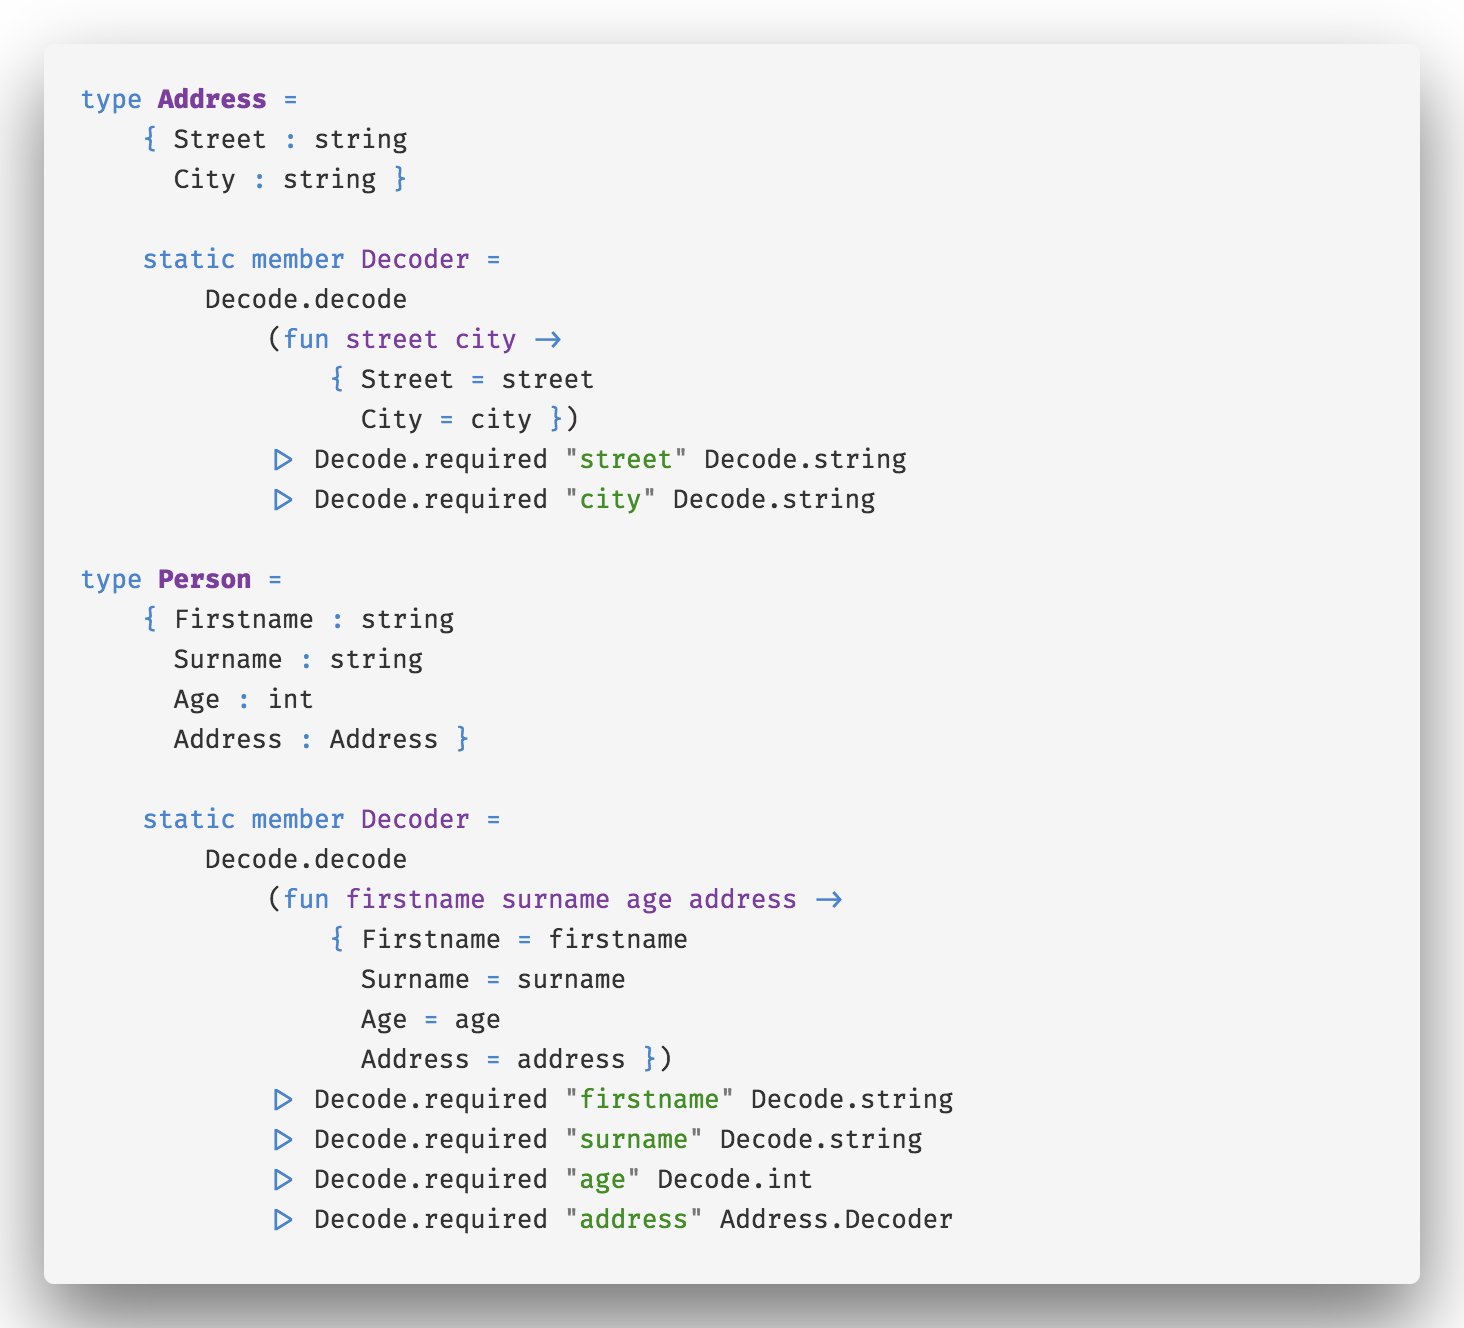 type Address =
    { Street : string
      City : string }

    static member Decoder =
        Decode.decode
            (fun street city ->
                { Street = street
                  City = city })
            |> Decode.required "street" Decode.string
            |> Decode.required "city" Decode.string

type Person =
    { Firstname : string
      Surname : string
      Age : int
      Address : Address }

    static member Decoder =
        Decode.decode
            (fun firstname surname age address ->
                { Firstname = firstname
                  Surname = surname
                  Age = age
                  Address = address })
            |> Decode.required "firstname" Decode.string
            |> Decode.required "surname" Decode.string
            |> Decode.required "age" Decode.int
            |> Decode.required "address" Address.Decoder